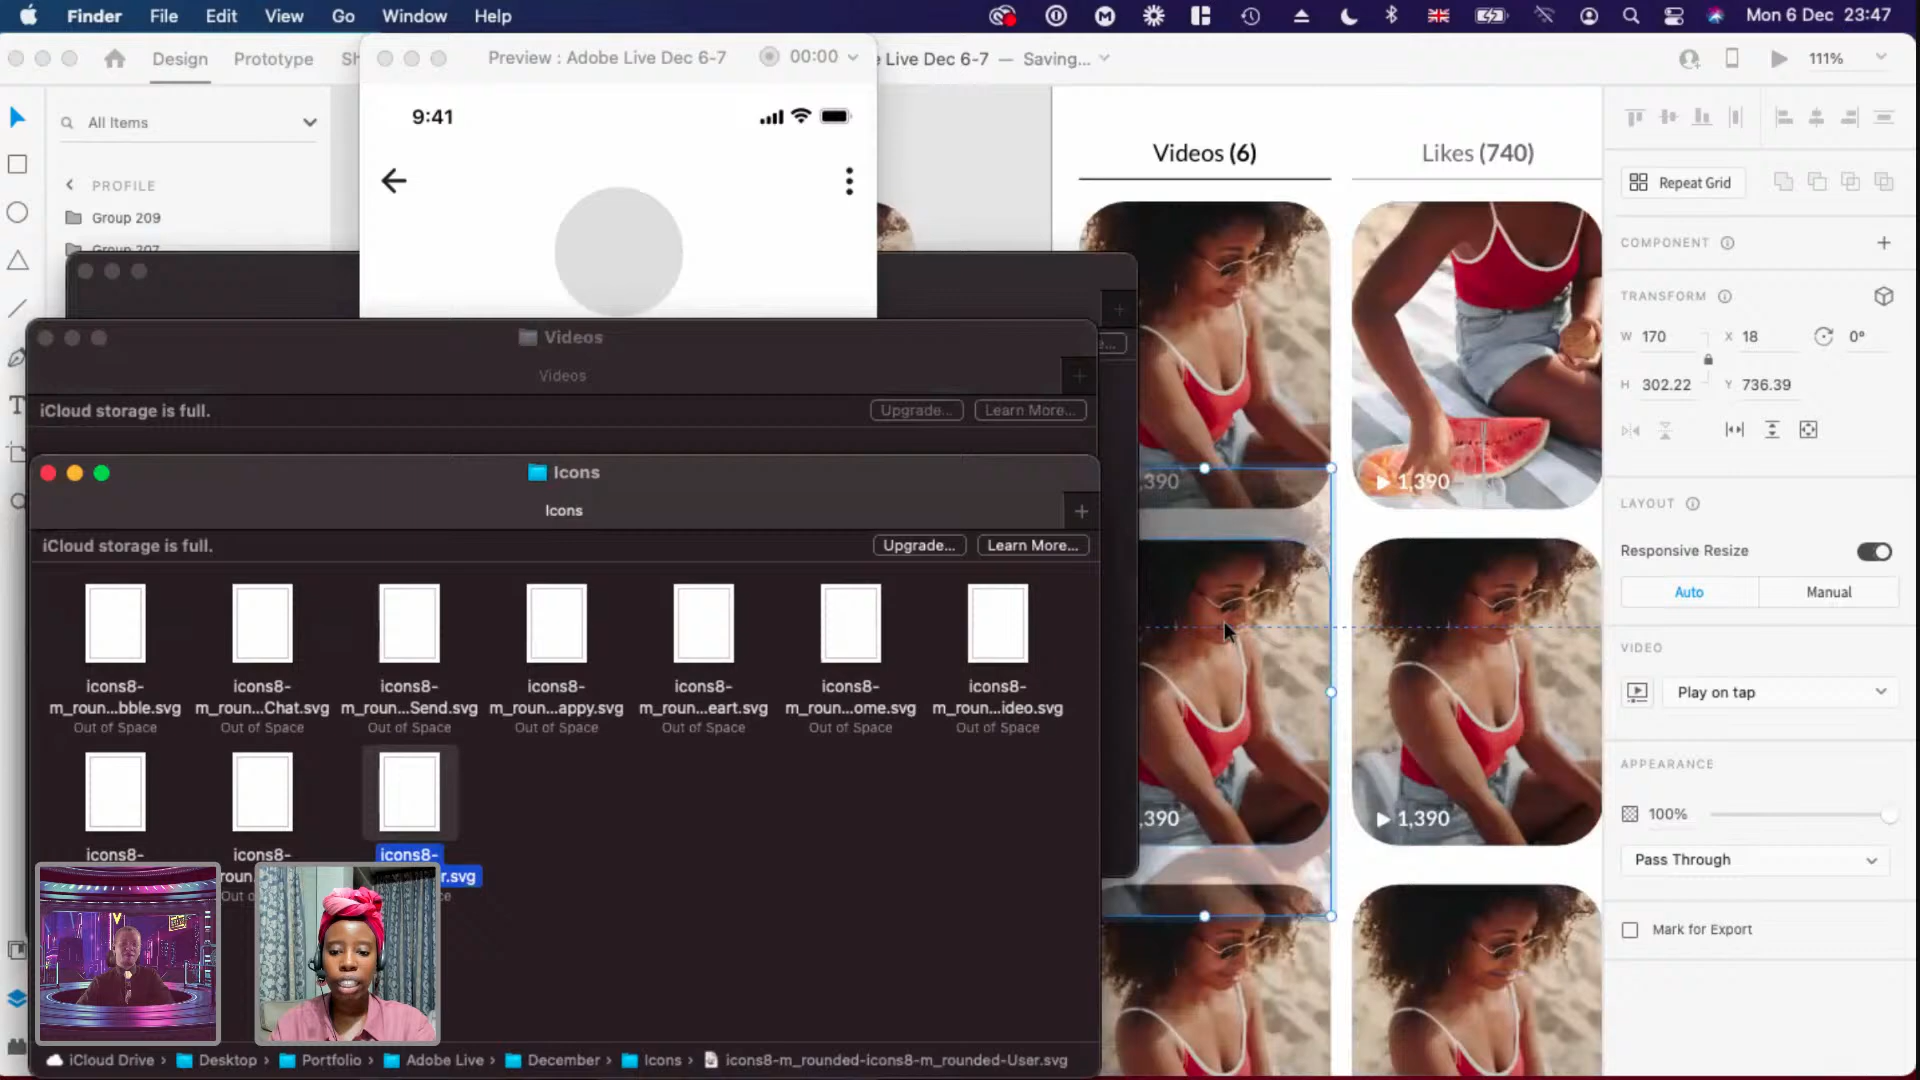 Finder File Edit View Go Window Help
Mon 6 Dec 23:47
Design Prototype
Preview : Adobe Live Dec 6-7 00:00
Live Dec 6-7 — Saving...
111%
All Items
9:41
PROFILE
Group 209
Group 207
Videos (6) Likes (740)
Repeat Grid
COMPONENT
TRANSFORM
W 170 X 18 0°
H 302.22 Y 736.39
LAYOUT
Responsive Resize
Auto Manual
VIDEO
Play on tap
APPEARANCE
100%
Pass Through
Mark for Export
,390
1,390
,390
1,390
Videos
Videos
iCloud storage is full. Upgrade... Learn More...
Icons
Icons
iCloud storage is full. Upgrade... Learn More...
icons8- icons8- icons8- icons8- icons8- icons8- icons8-
m_roun...bble.svg m_roun...Chat.svg m_roun...Send.svg m_roun...appy.svg m_roun...eart.svg m_roun...ome.svg m_roun...ideo.svg
Out of Space Out of Space Out of Space Out of Space Out of Space Out of Space Out of Space
icons8- icons8- icons8-
r.svg
iCloud Drive › Desktop › Portfolio › Adobe Live › December › Icons › icons8-m_rounded-icons8-m_rounded-User.svg